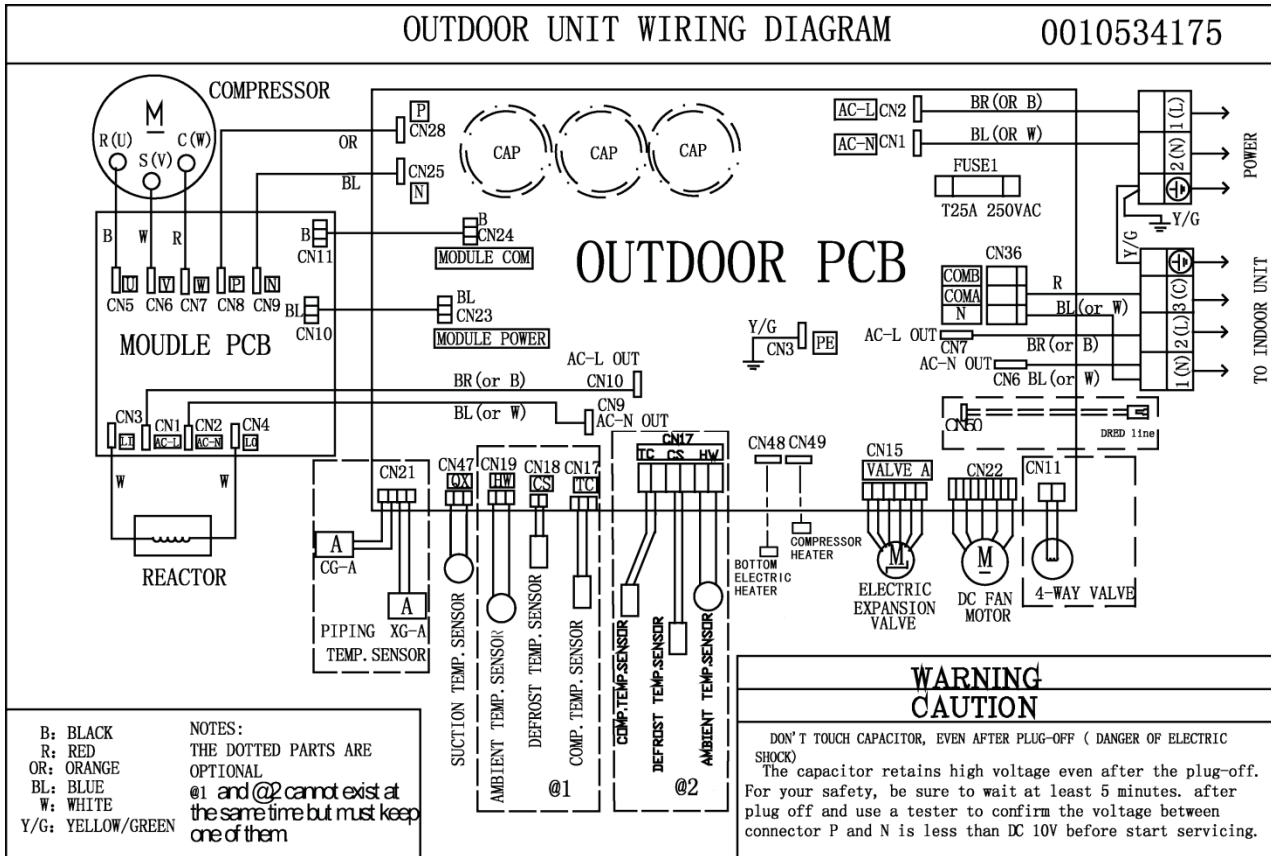 OUTDOOR UNIT WIRING DIAGRAM
0010534175
COMPRESSOR
M
R(U)
S(V)
C(W)
OR
BL
P
CN28
CN25
N
CAP
CAP
CAP
AC-L CN2
BR(OR B)
AC-N CN1
BL(OR W)
FUSE1
T25A 250VAC
1(L)
2(N)
POWER
Y/G
Y/G
B
W
R
B
CN11
B
CN24
MODULE COM
OUTDOOR PCB
CN36
COMB
COMA
N
R
BL(or W)
3(C)
2(L)
1(N)
TO INDOOR UNIT
U
V
W
P
N
CN5
CN6
CN7
CN8
CN9
BL
CN10
BL
CN23
MODULE POWER
MOUDLE PCB
Y/G
CN3
PE
AC-L OUT
CN7
BR(or B)
AC-N OUT
CN6 BL(or W)
AC-L OUT
BR(or B)
CN10
BL(or W)
CN9
AC-N OUT
CN3
LI
CN1
AC-L
CN2
AC-N
CN4
LO
CN50
DRED line
W
W
REACTOR
CN21
A
CG-A
A
PIPING XG-A
TEMP.SENSOR
CN47
QX
SUCTION TEMP.SENSOR
CN19
HW
AMBIENT TEMP.SENSOR
CN18
CS
DEFROST TEMP.SENSOR
CN17
TC
COMP.TEMP.SENSOR
@1
CN17
TC CS HW
COMP.TEMP.SENSOR
DEFROST TEMP.SENSOR
AMBIENT TEMP.SENSOR
@2
CN48
CN49
BOTTOM
ELECTRIC
HEATER
COMPRESSOR
HEATER
CN15
VALVE A
M
ELECTRIC
EXPANSION
VALVE
CN22
M
DC FAN
MOTOR
CN11
4-WAY VALVE
B: BLACK
R: RED
OR: ORANGE
BL: BLUE
W: WHITE
Y/G: YELLOW/GREEN
NOTES:
THE DOTTED PARTS ARE
OPTIONAL
@1 and @2 cannot exist at
the same time but must keep
one of them
WARNING
CAUTION
DON'T TOUCH CAPACITOR, EVEN AFTER PLUG-OFF ( DANGER OF ELECTRIC
SHOCK)
The capacitor retains high voltage even after the plug-off.
For your safety, be sure to wait at least 5 minutes. after
plug off and use a tester to confirm the voltage between
connector P and N is less than DC 10V before start servicing.